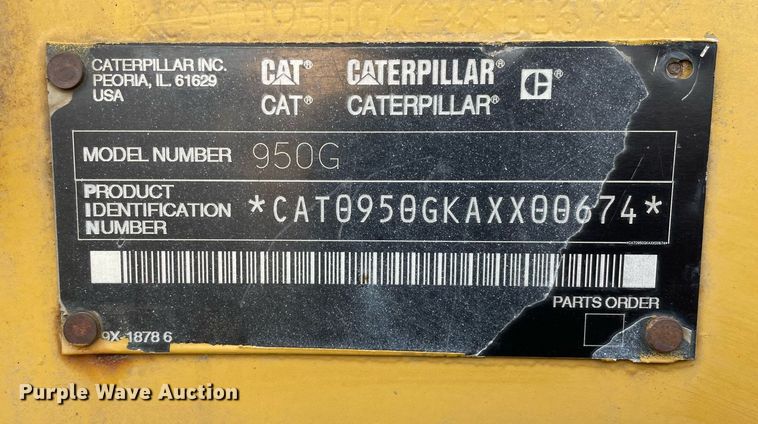 CATERPILLAR INC.
PEORIA, IL. 61629
USA
CAT® CATERPILLAR® C®
CAT® CATERPILLAR®
MODEL NUMBER 950G
PRODUCT
IDENTIFICATION
NUMBER
*CAT0950GKAXX00674*
*CAT0950GKAXX00674*
PARTS ORDER
9X-1878 6
Purple Wave Auction